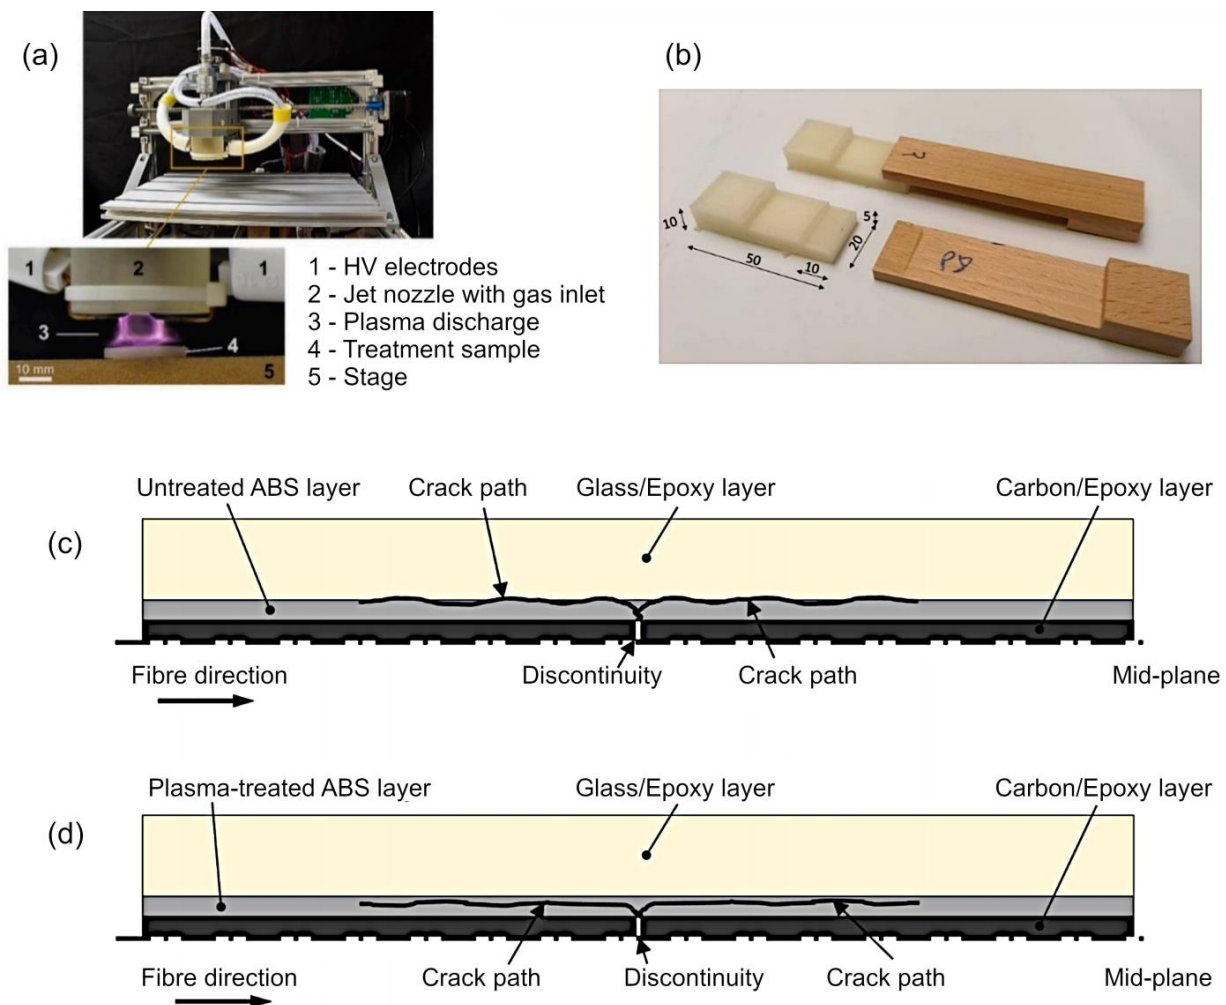 (a)
1
2
1
3
4
5
10 mm
1 - HV electrodes
2 - Jet nozzle with gas inlet
3 - Plasma discharge
4 - Treatment sample
5 - Stage
(b)
10
50
10
5
20
(c)
Untreated ABS layer
Crack path
Glass/Epoxy layer
Carbon/Epoxy layer
Fibre direction
Discontinuity
Crack path
Mid-plane
(d)
Plasma-treated ABS layer
Glass/Epoxy layer
Carbon/Epoxy layer
Fibre direction
Crack path
Discontinuity
Crack path
Mid-plane